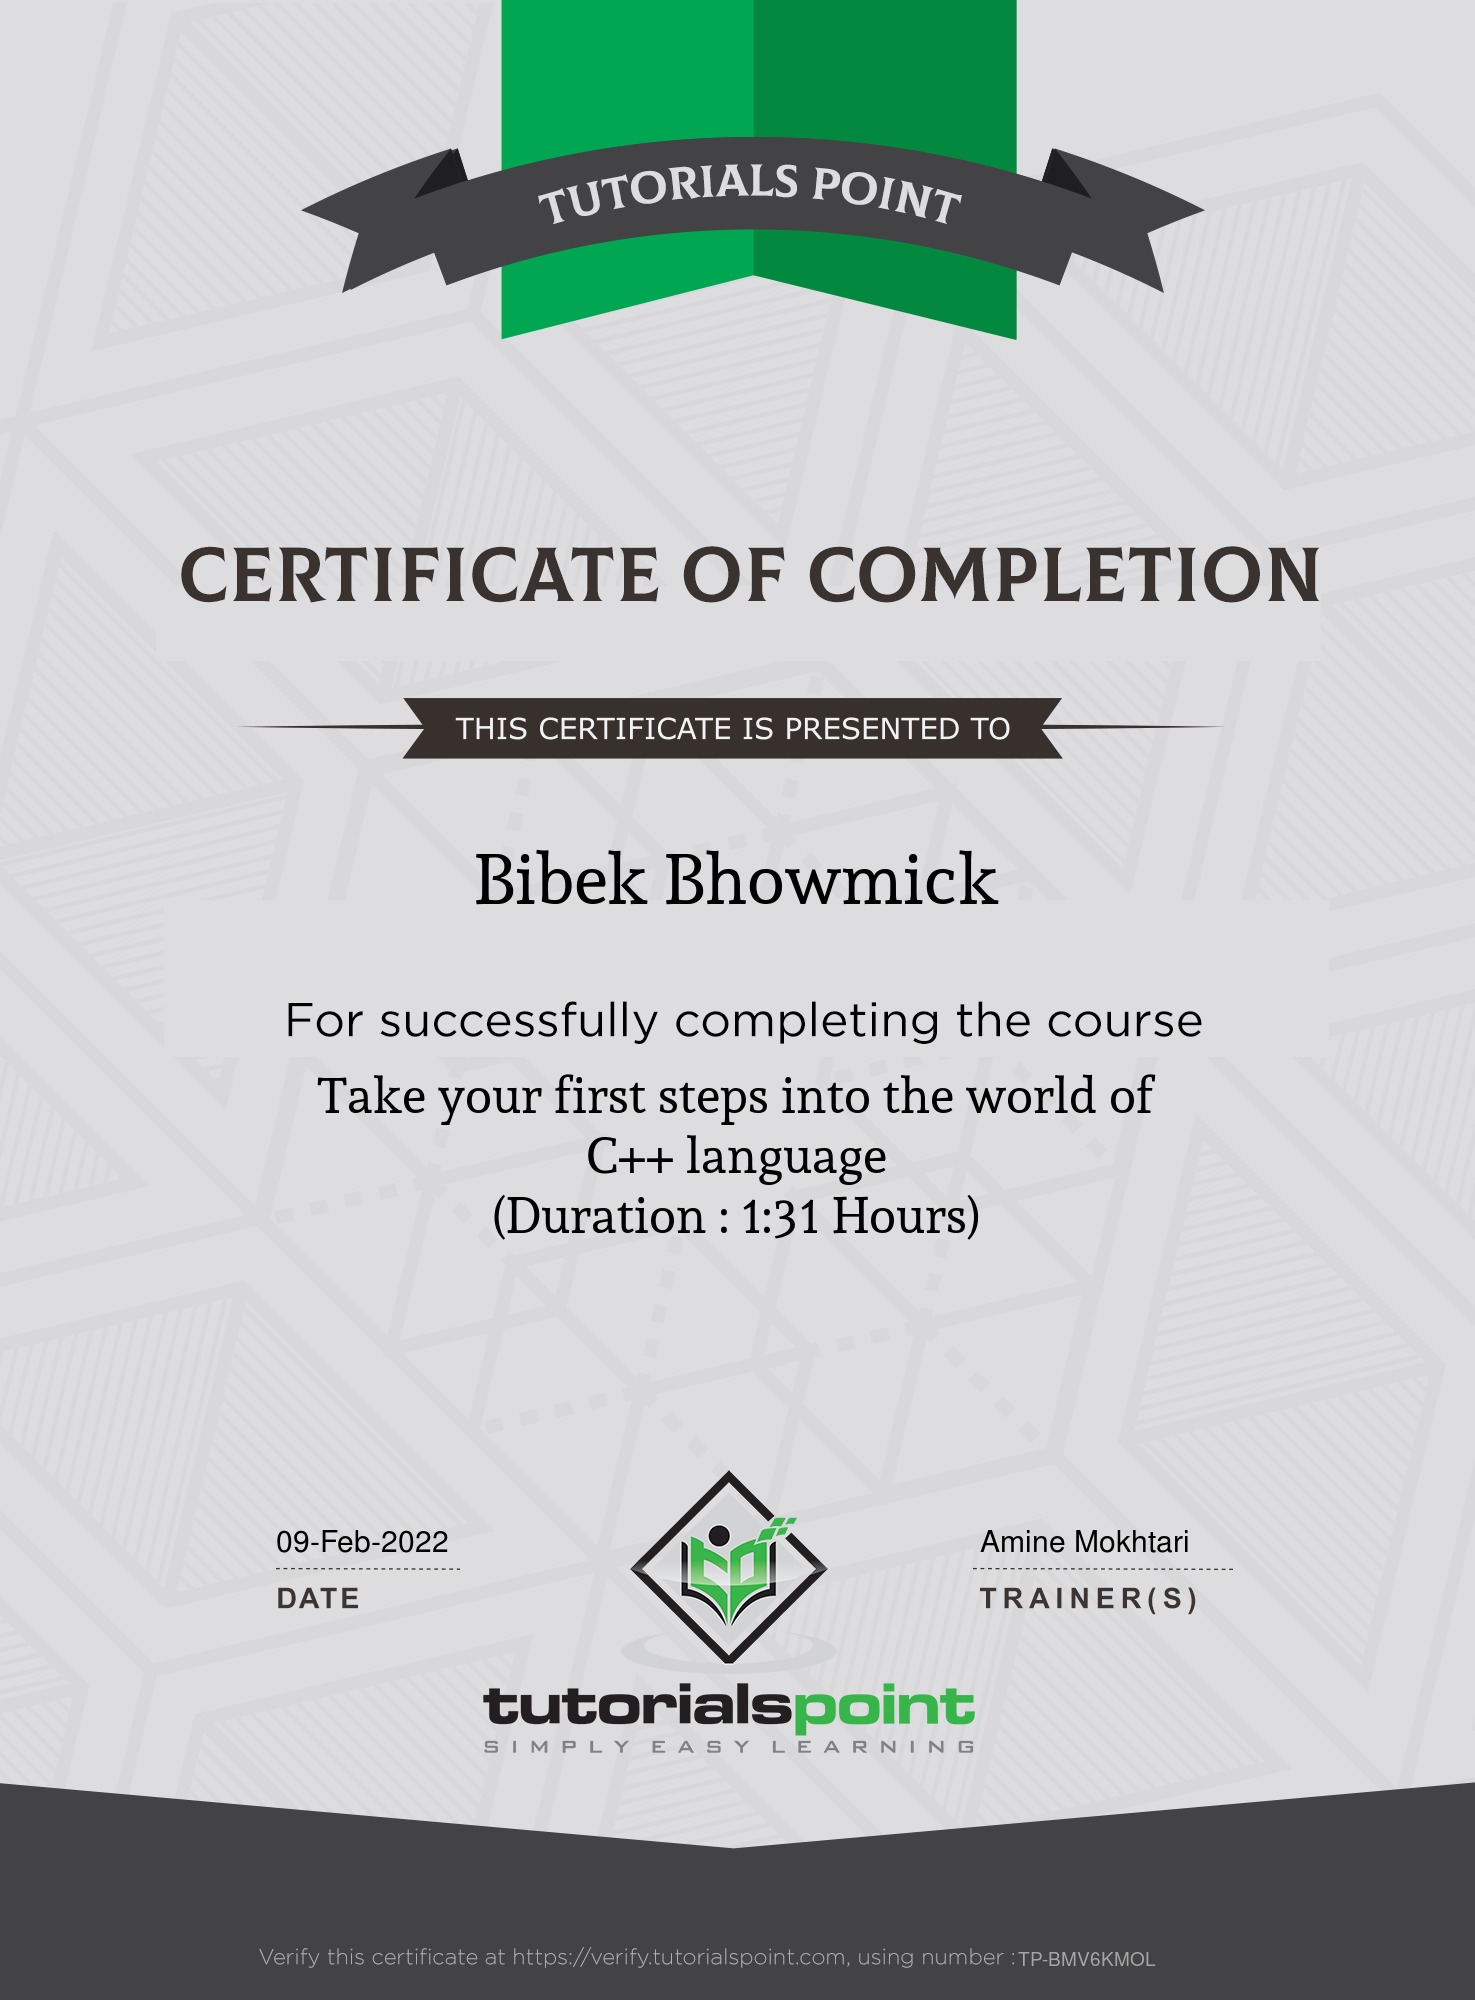 TUTORIALS POINT
CERTIFICATE OF COMPLETION
THIS CERTIFICATE IS PRESENTED TO
Bibek Bhowmick
For successfully completing the course
Take your first steps into the world of
C++ language
(Duration : 1:31 Hours)
09-Feb-2022
DATE
Amine Mokhtari
TRAINER(S)
tutorialspoint
SIMPLY EASY LEARNING
Verify this certificate at https://verify.tutorialspoint.com, using number : TP-BMV6KMOL